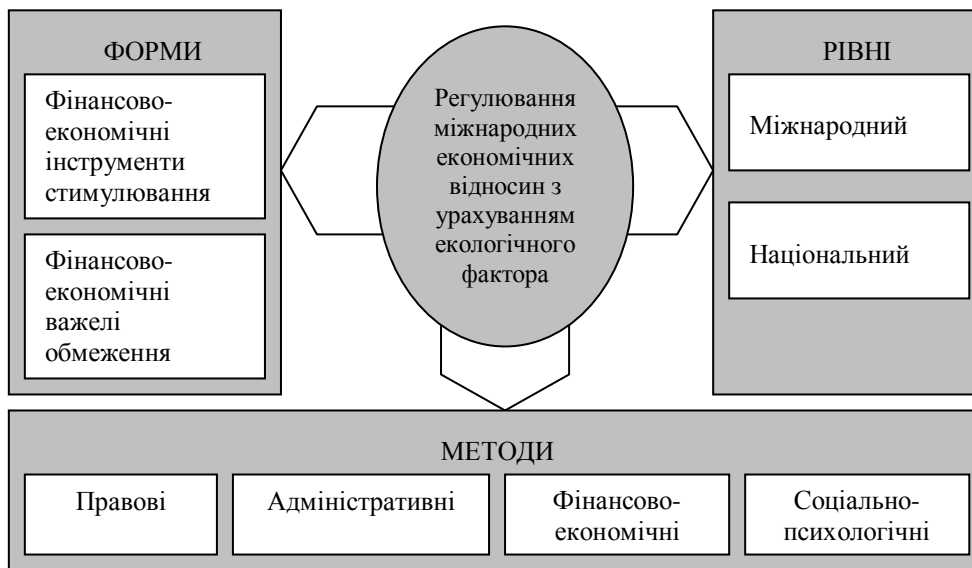 ФОРМИ
Фінансово-
економічні
інструменти
стимулювання
Фінансово-
економічні
важелі
обмеження
Регулювання
міжнародних
економічних
відносин з
урахуванням
екологічного
фактора
РІВНІ
Міжнародний
Національний
МЕТОДИ
Правові
Адміністративні
Фінансово-
економічні
Соціально-
психологічні